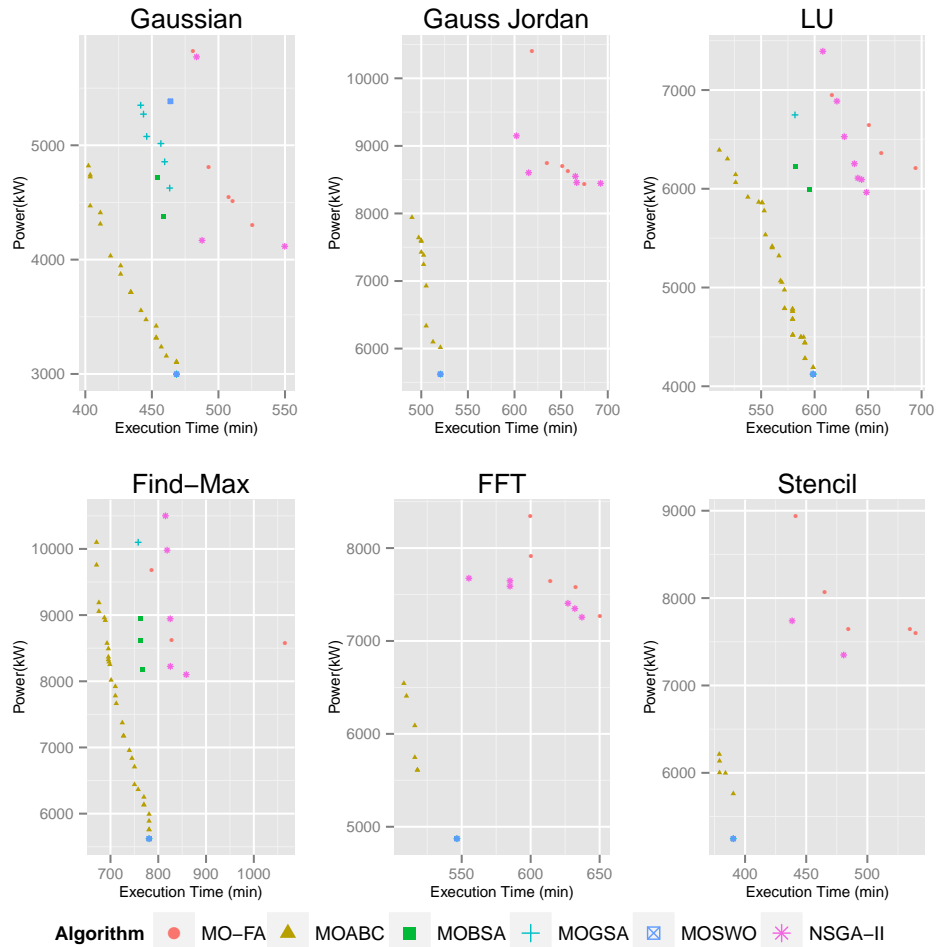 Gaussian
Gauss Jordan
LU
Power(kW)
5000
4000
3000
400
450
500
550
Execution Time (min)
Power(kW)
10000
9000
8000
7000
6000
500
550
600
650
700
Execution Time (min)
Power(kW)
7000
6000
5000
4000
550
600
650
700
Execution Time (min)
Find−Max
FFT
Stencil
Power(kW)
10000
9000
8000
7000
6000
700
800
900
1000
Execution Time (min)
Power(kW)
8000
7000
6000
5000
550
600
650
Execution Time (min)
Power(kW)
9000
8000
7000
6000
400
450
500
Execution Time (min)
Algorithm MO−FA MOABC MOBSA MOGSA MOSWO NSGA−II